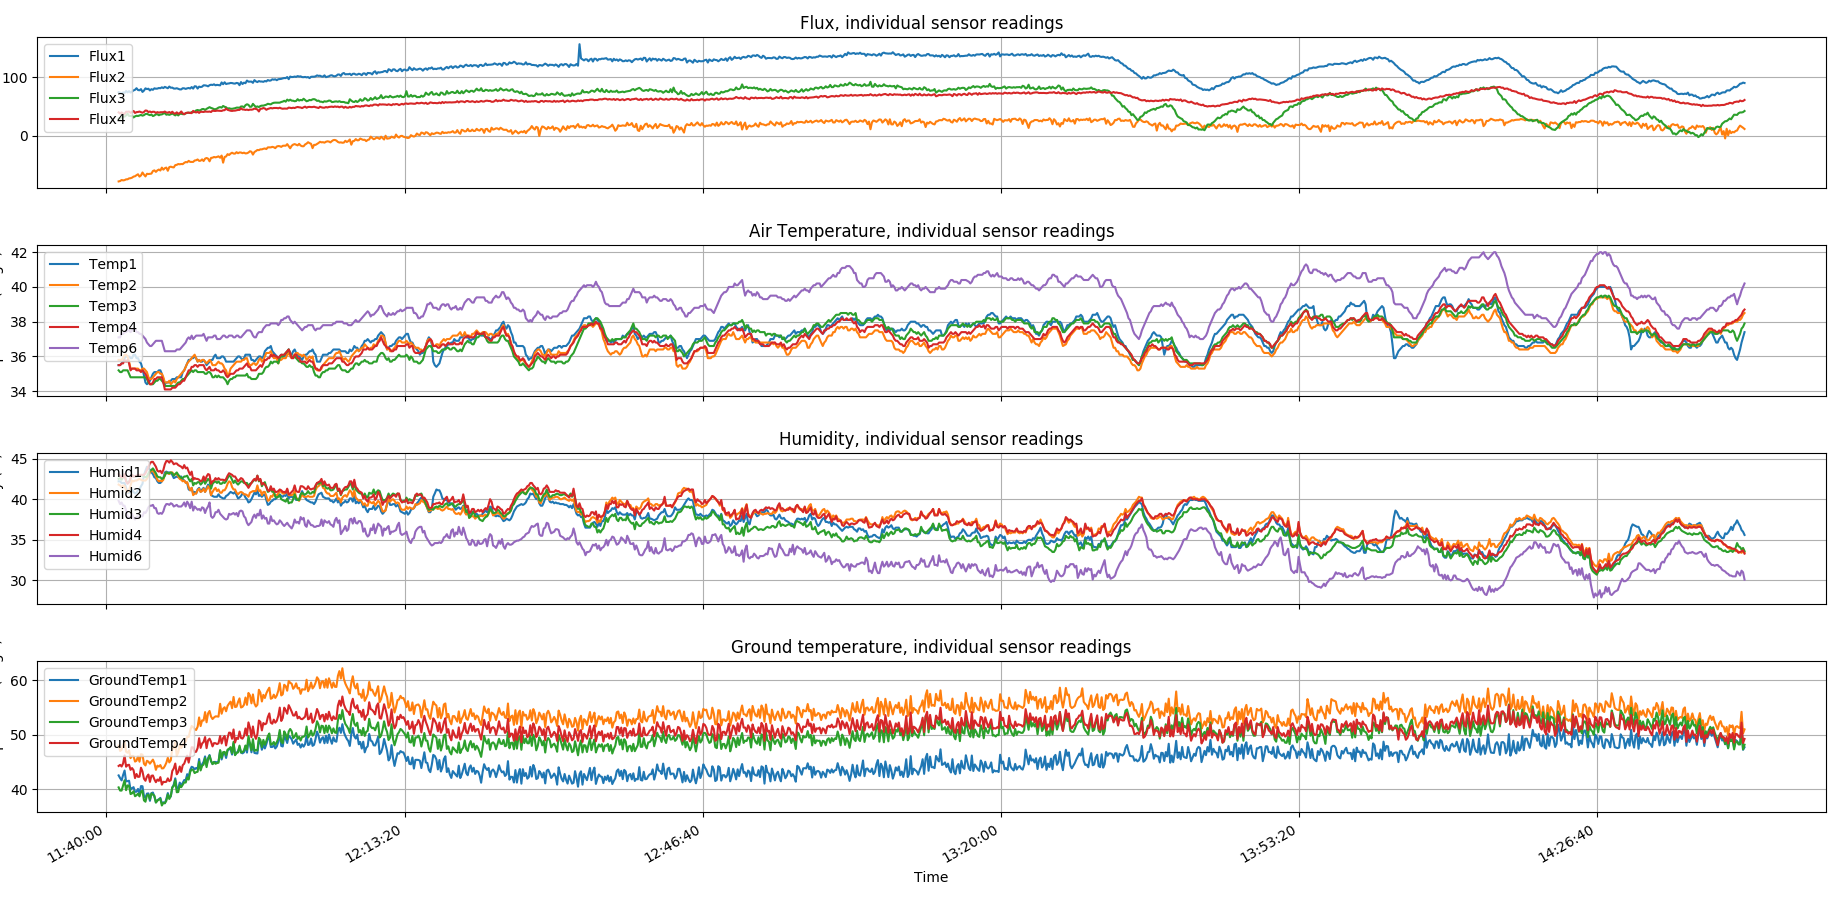 Flux, individual sensor readings
Flux1
Flux2
Flux3
Flux4
100
0
Air Temperature, individual sensor readings
Temp1
Temp2
Temp3
Temp4
Temp6
42
40
38
36
34
Humidity, individual sensor readings
Humid1
Humid2
Humid3
Humid4
Humid6
45
40
35
30
Ground temperature, individual sensor readings
GroundTemp1
GroundTemp2
GroundTemp3
GroundTemp4
60
50
40
11:40:00
12:13:20
12:46:40
13:20:00
13:53:20
14:26:40
Time